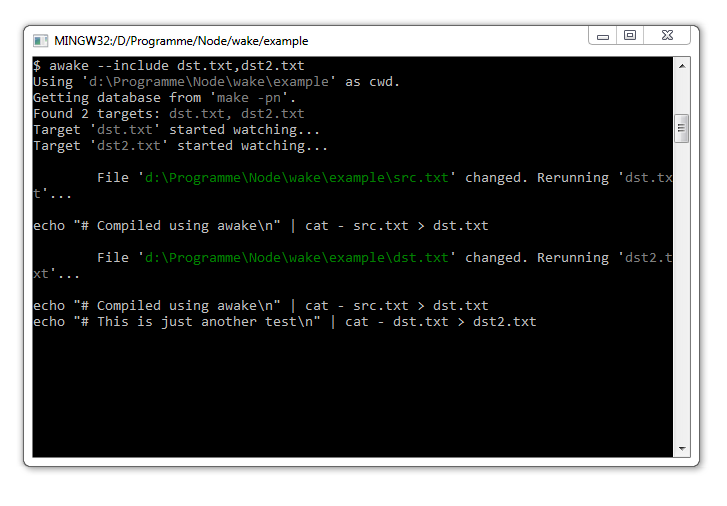 MINGW32:/D/Programme/Node/wake/example
$ awake --include dst.txt,dst2.txt
Using 'd:\Programme\Node\wake\example' as cwd.
Getting database from 'make -pn'.
Found 2 targets: dst.txt, dst2.txt
Target 'dst.txt' started watching...
Target 'dst2.txt' started watching...
File 'd:\Programme\Node\wake\example\src.txt' changed. Rerunning 'dst.tx
t'...
echo "# Compiled using awake\n" | cat - src.txt > dst.txt
File 'd:\Programme\Node\wake\example\dst.txt' changed. Rerunning 'dst2.t
xt'...
echo "# Compiled using awake\n" | cat - src.txt > dst.txt
echo "# This is just another test\n" | cat - dst.txt > dst2.txt